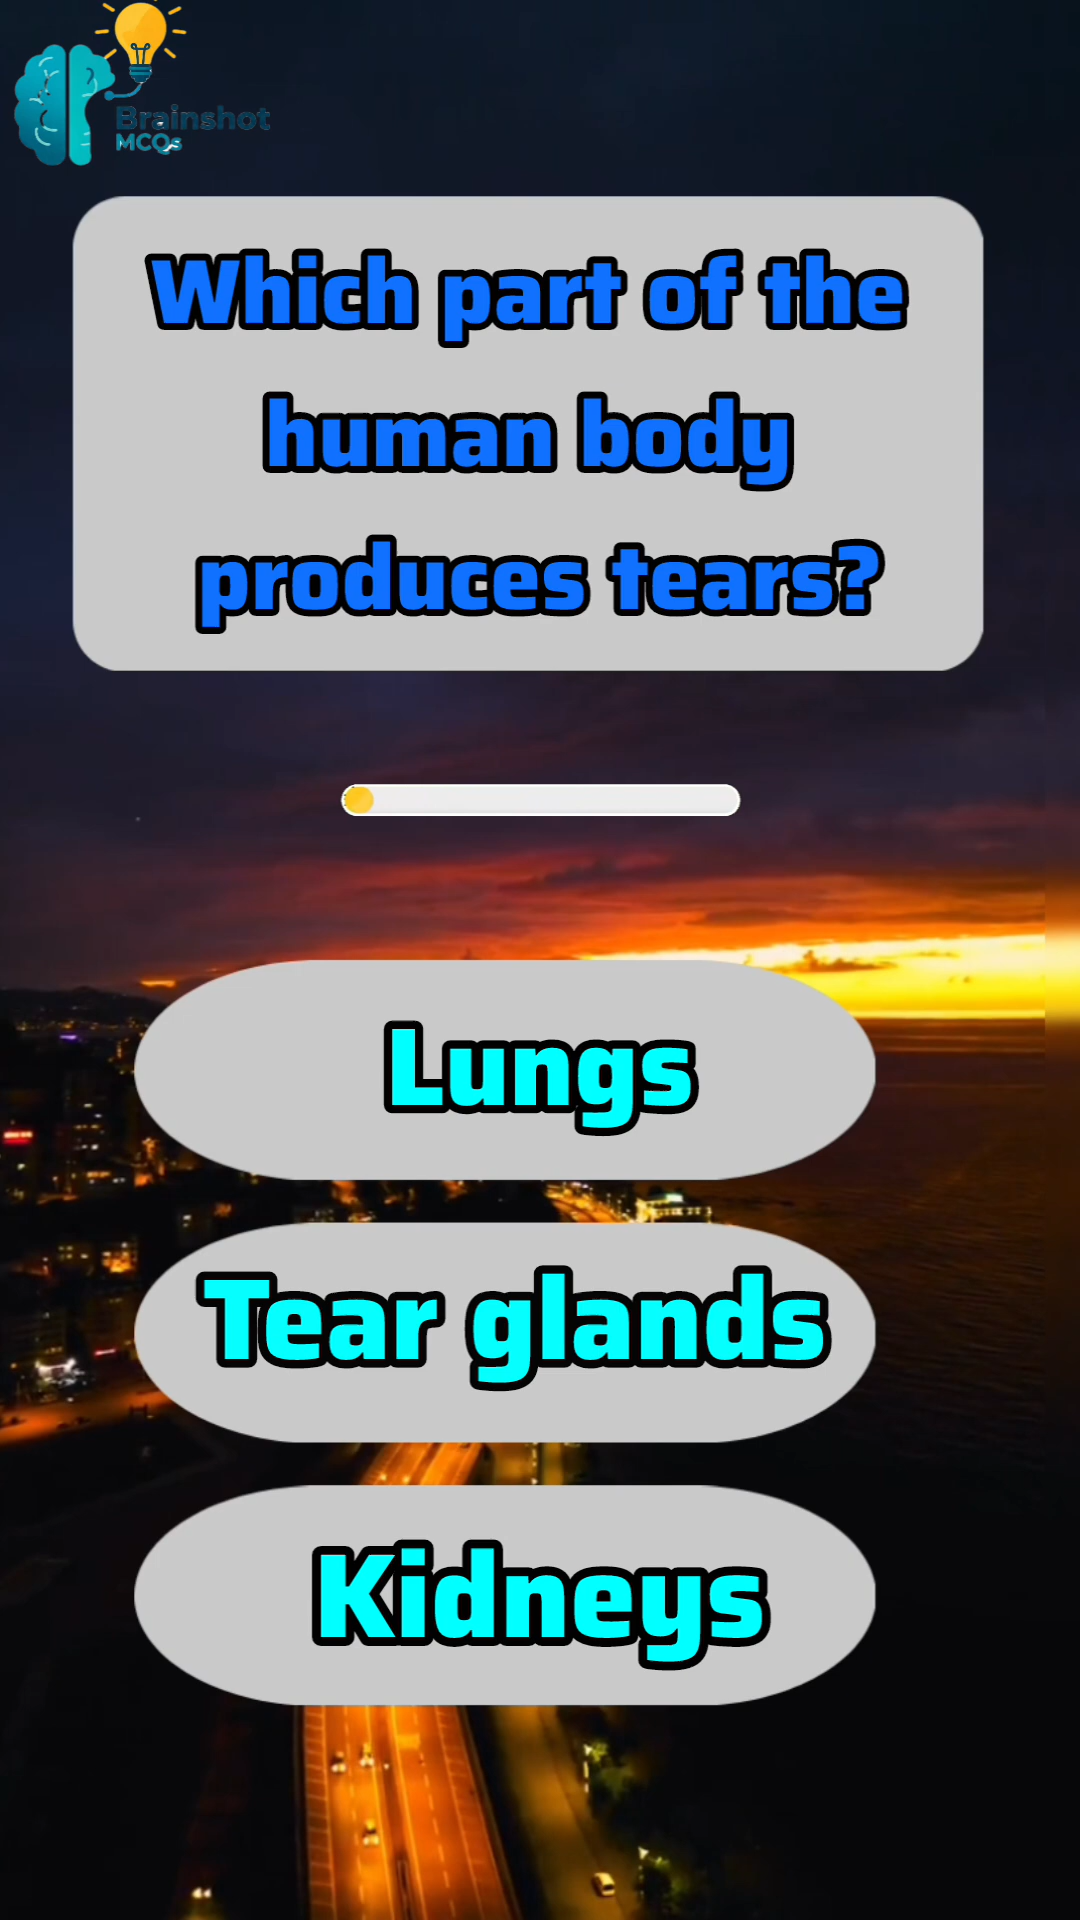 Brainshot
MCQs
Which part of the
human body
produces tears?
Lungs
Tear glands
Kidneys